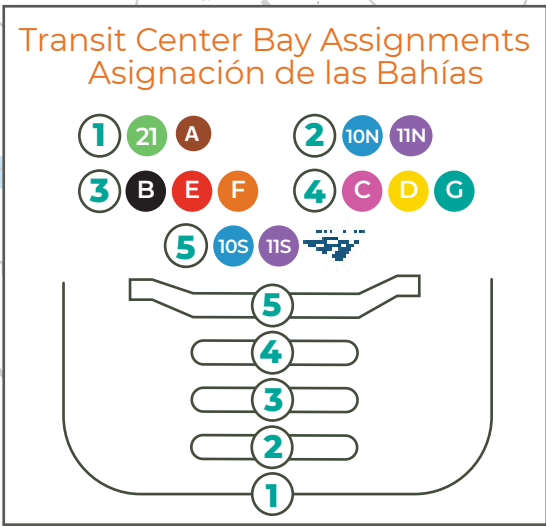 Transit Center Bay Assignments
Asignación de las Bahías
1 21 A 2 10N 11N
3 B E F 4 C D G
5 10S 11S
5
4
3
2
1